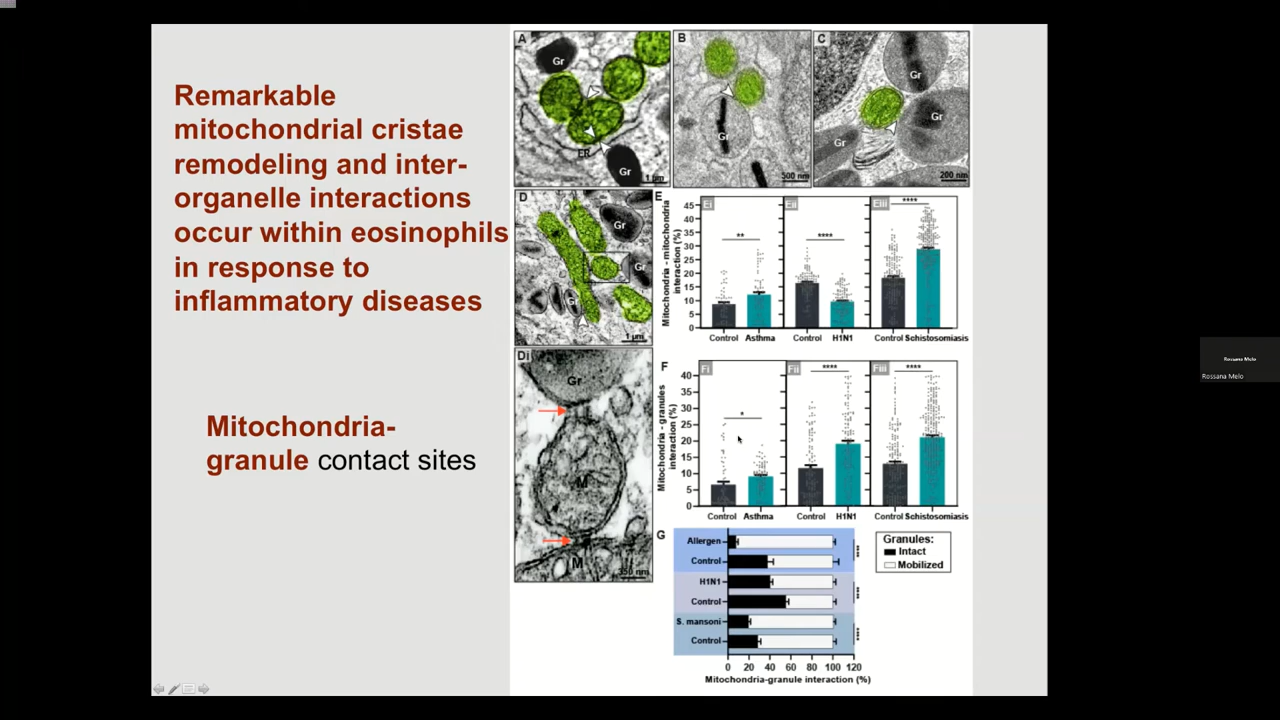 Remarkable
mitochondrial cristae
remodeling and inter-
organelle interactions
occur within eosinophils
in response to
inflammatory diseases
Mitochondria-
granule contact sites
A
Gr
ER
Gr
1 µm
B
Gr
500 nm
C
Gr
Gr
Gr
200 nm
D
Gr
Gr
1 µm
Di
Gr
M
M
E
Mitochondria - mitochondria
interaction (%)
45
40
35
30
25
20
15
10
5
0
Ei
**
Control Asthma
Eii
****
Control H1N1
Eiii
****
Control Schistosomiasis
F
Mitochondria - granules
interaction (%)
40
35
30
25
20
15
10
5
0
Fi
*
Control Asthma
Fii
****
Control H1N1
Fiii
****
Control Schistosomiasis
G
Allergen
Control
H1N1
Control
S. mansoni
Control
0 20 40 60 80 100 120
Mitochondria-granule interaction (%)
Granules:
Intact
Mobilized
Rossana Melo
Rossana Melo